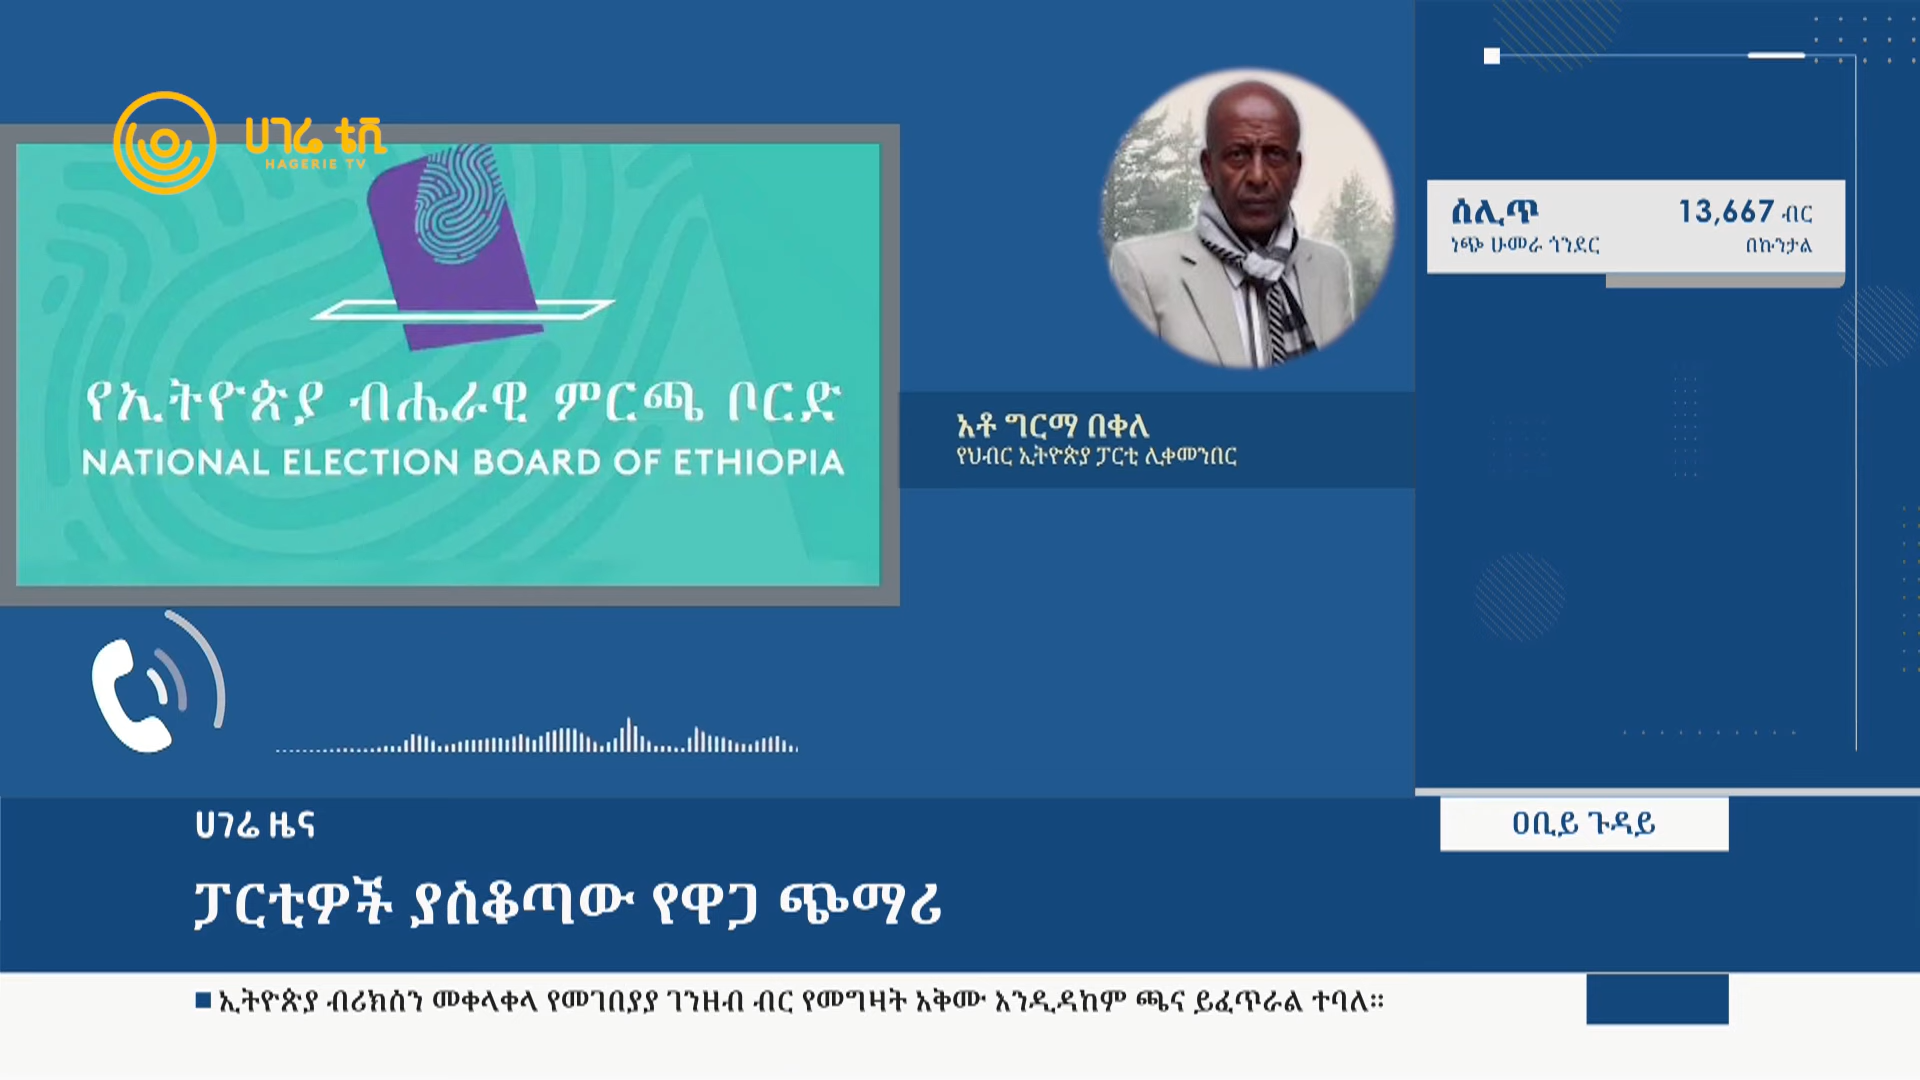 ሀገሬ ቴቪ
HAGERIE TV
የኢትዮጵያ ብሔራዊ ምርጫ ቦርድ
NATIONAL ELECTION BOARD OF ETHIOPIA
አቶ ግርማ በቀለ
የህብር ኢትዮጵያ ፓርቲ ሊቀመንበር
ሰሊጥ 13,667 ብር
ነጭ ሁመራ ጎንደር በኩንታል
ሀገሬ ዜና
ዐቢይ ጉዳይ
ፓርቲዎች ያስቆጣው የዋጋ ጭማሪ
ኢትዮጵያ ብሪክስን መቀላቀሏ የመገበያያ ገንዘብ ብር የመግዛት አቅሙ እንዲዳከም ጫና ይፈጥራል ተባለ።